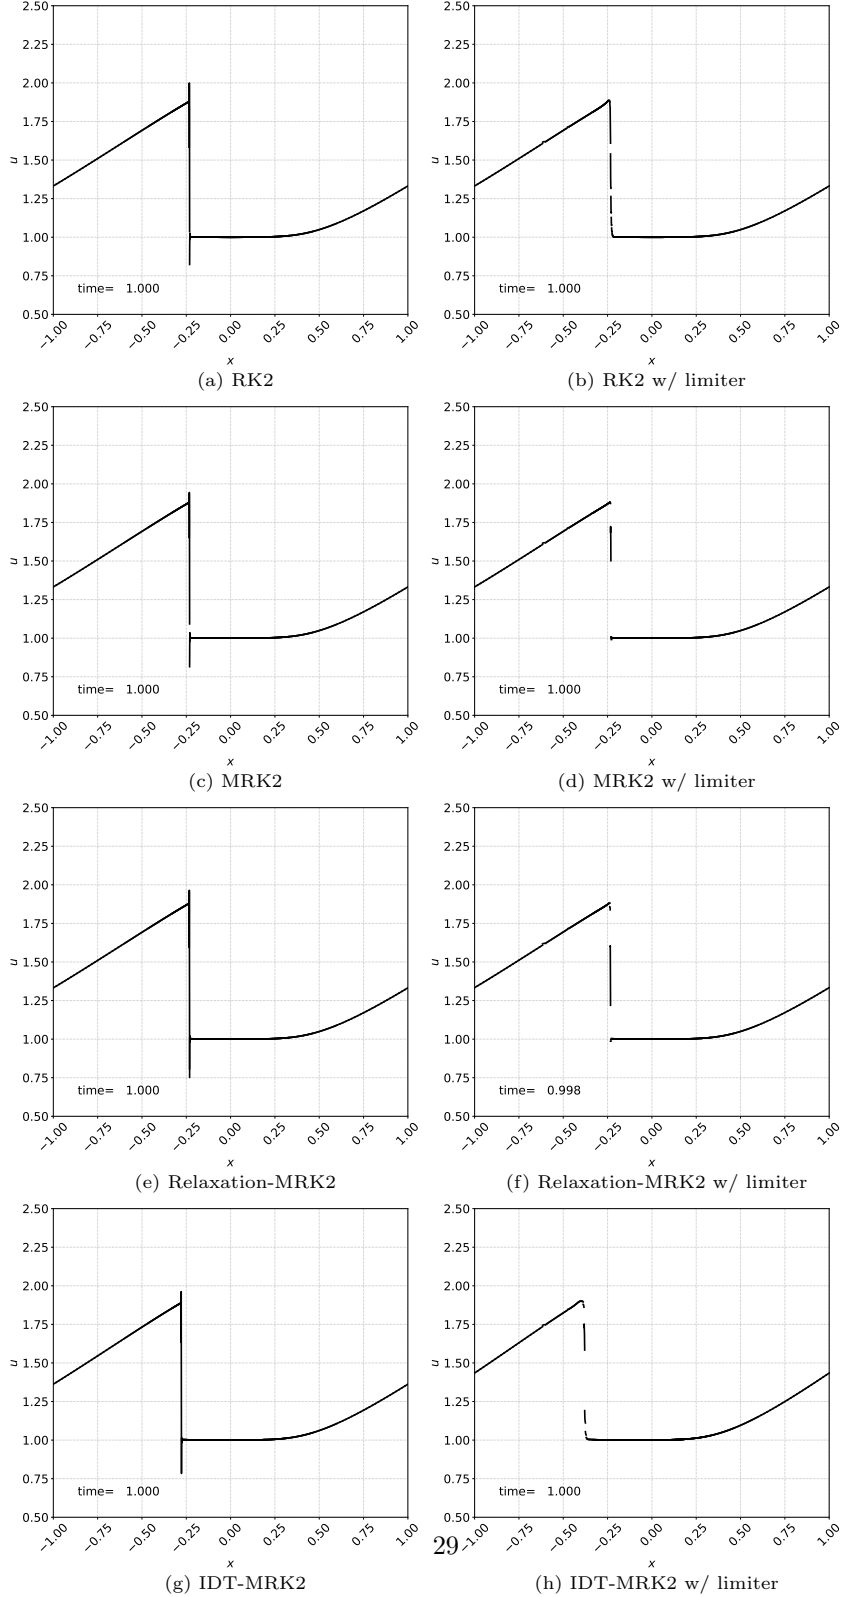 2.50
2.25
2.00
1.75
1.50
1.25
1.00
0.75
0.50
u
time= 1.000
−1.00 −0.75 −0.50 −0.25 0.00 0.25 0.50 0.75 1.00
x
(a) RK2
2.50
2.25
2.00
1.75
1.50
1.25
1.00
0.75
0.50
u
time= 1.000
−1.00 −0.75 −0.50 −0.25 0.00 0.25 0.50 0.75 1.00
x
(b) RK2 w/ limiter
2.50
2.25
2.00
1.75
1.50
1.25
1.00
0.75
0.50
u
time= 1.000
−1.00 −0.75 −0.50 −0.25 0.00 0.25 0.50 0.75 1.00
x
(c) MRK2
2.50
2.25
2.00
1.75
1.50
1.25
1.00
0.75
0.50
u
time= 1.000
−1.00 −0.75 −0.50 −0.25 0.00 0.25 0.50 0.75 1.00
x
(d) MRK2 w/ limiter
2.50
2.25
2.00
1.75
1.50
1.25
1.00
0.75
0.50
u
time= 1.000
−1.00 −0.75 −0.50 −0.25 0.00 0.25 0.50 0.75 1.00
x
(e) Relaxation-MRK2
2.50
2.25
2.00
1.75
1.50
1.25
1.00
0.75
0.50
u
time= 0.998
−1.00 −0.75 −0.50 −0.25 0.00 0.25 0.50 0.75 1.00
x
(f) Relaxation-MRK2 w/ limiter
2.50
2.25
2.00
1.75
1.50
1.25
1.00
0.75
0.50
u
time= 1.000
−1.00 −0.75 −0.50 −0.25 0.00 0.25 0.50 0.75 1.00
x
(g) IDT-MRK2
2.50
2.25
2.00
1.75
1.50
1.25
1.00
0.75
0.50
u
time= 1.000
−1.00 −0.75 −0.50 −0.25 0.00 0.25 0.50 0.75 1.00
x
(h) IDT-MRK2 w/ limiter
29